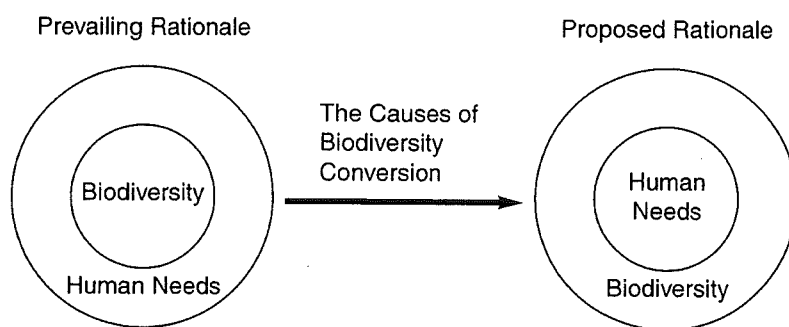 Prevailing Rationale
Biodiversity
Human Needs
The Causes of
Biodiversity
Conversion
Proposed Rationale
Human
Needs
Biodiversity